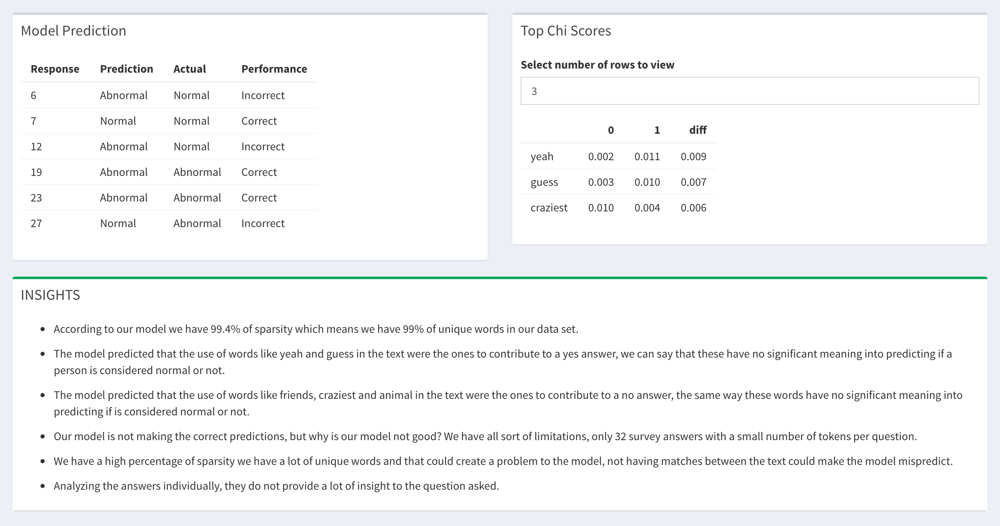 Model Prediction
Response Prediction Actual Performance
6 Abnormal Normal Incorrect
7 Normal Normal Correct
12 Abnormal Normal Incorrect
19 Abnormal Abnormal Correct
23 Abnormal Abnormal Correct
27 Normal Abnormal Incorrect
Top Chi Scores
Select number of rows to view
3
0 1 diff
yeah 0.002 0.011 0.009
guess 0.003 0.010 0.007
craziest 0.010 0.004 0.006
INSIGHTS
• According to our model we have 99.4% of sparsity which means we have 99% of unique words in our data set.
• The model predicted that the use of words like yeah and guess in the text were the ones to contribute to a yes answer, we can say that these have no significant meaning into predicting if a
person is considered normal or not.
• The model predicted that the use of words like friends, craziest and animal in the text were the ones to contribute to a no answer, the same way these words have no significant meaning into
predicting if is considered normal or not.
• Our model is not making the correct predictions, but why is our model not good? We have all sort of limitations, only 32 survey answers with a small number of tokens per question.
• We have a high percentage of sparsity we have a lot of unique words and that could create a problem to the model, not having matches between the text could make the model mispredict.
• Analyzing the answers individually, they do not provide a lot of insight to the question asked.